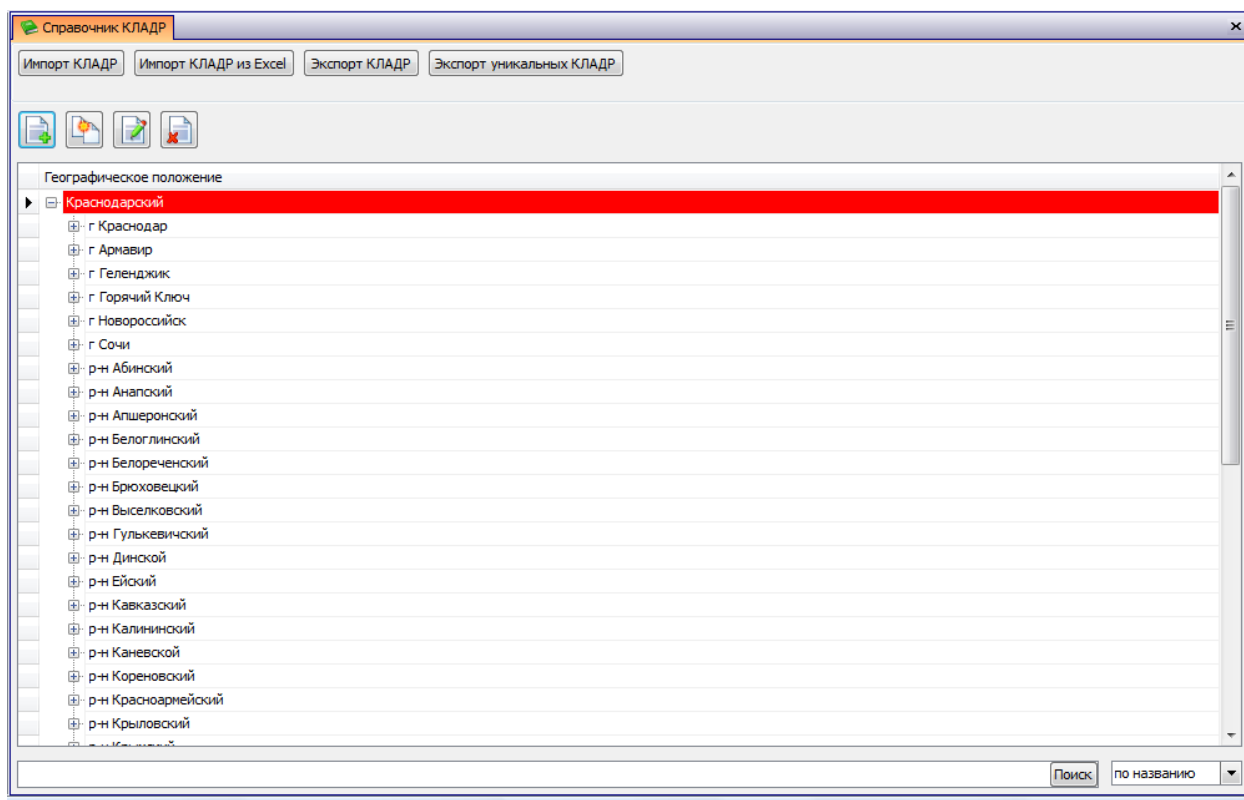 Справочник КЛАДР
Импорт КЛАДР Импорт КЛАДР из Excel Экспорт КЛАДР Экспорт уникальных КЛАДР
Географическое положение
Краснодарский
г Краснодар
г Армавир
г Геленджик
г Горячий Ключ
г Новороссийск
г Сочи
р-н Абинский
р-н Анапский
р-н Апшеронский
р-н Белоглинский
р-н Белореченский
р-н Брюховецкий
р-н Выселковский
р-н Гулькевичский
р-н Динской
р-н Ейский
р-н Кавказский
р-н Калининский
р-н Каневской
р-н Кореновский
р-н Красноармейский
р-н Крыловский
Поиск по названию